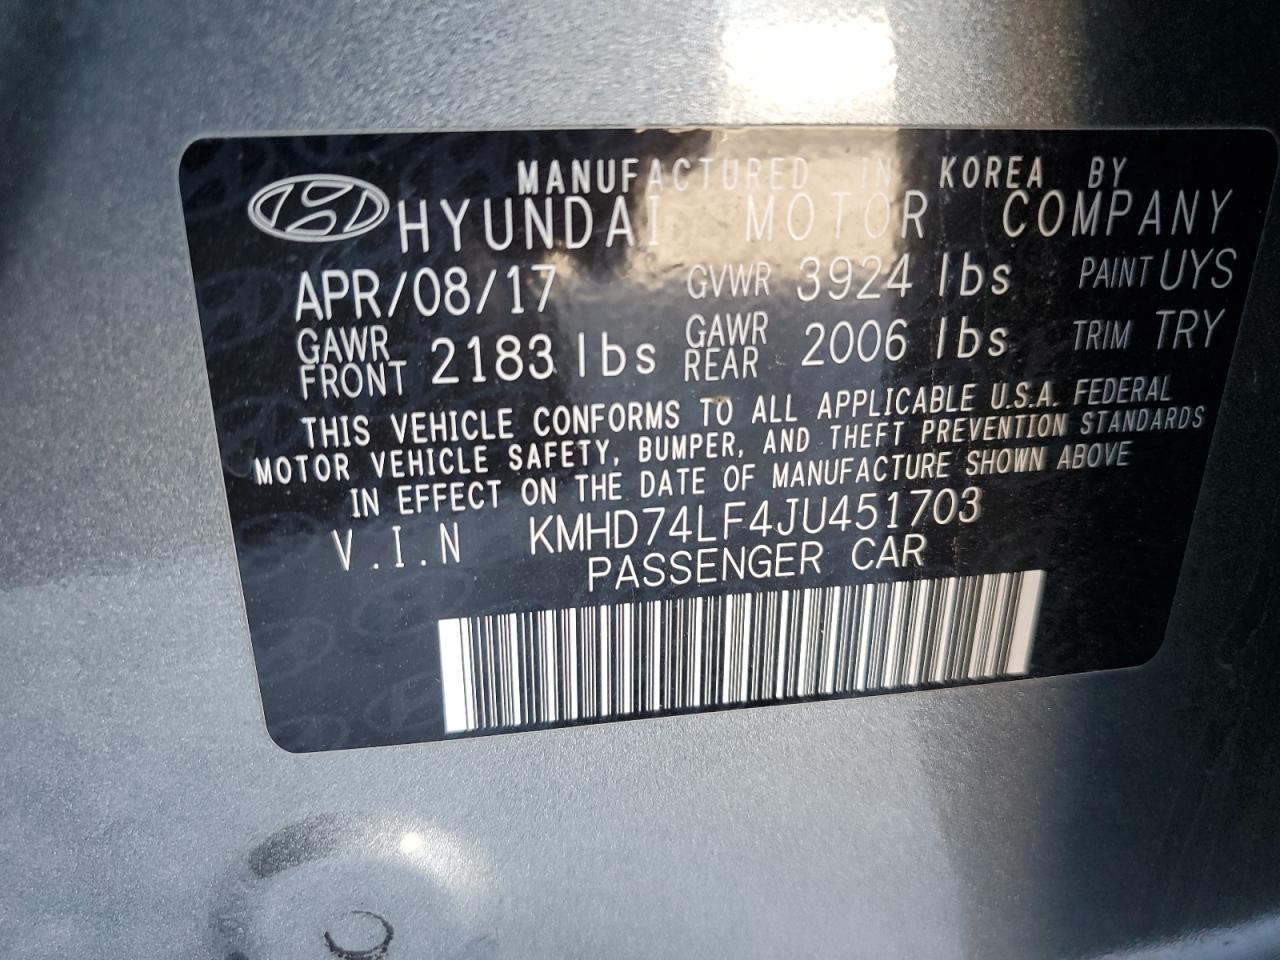 MANUFACTURED IN KOREA BY
HYUNDAI MOTOR COMPANY
APR/08/17 GVWR 3924 lbs PAINT UYS
GAWR FRONT 2183 lbs GAWR REAR 2006 lbs TRIM TRY
THIS VEHICLE CONFORMS TO ALL APPLICABLE U.S.A. FEDERAL
MOTOR VEHICLE SAFETY, BUMPER, AND THEFT PREVENTION STANDARDS
IN EFFECT ON THE DATE OF MANUFACTURE SHOWN ABOVE
V.I.N KMHD74LF4JU451703
PASSENGER CAR